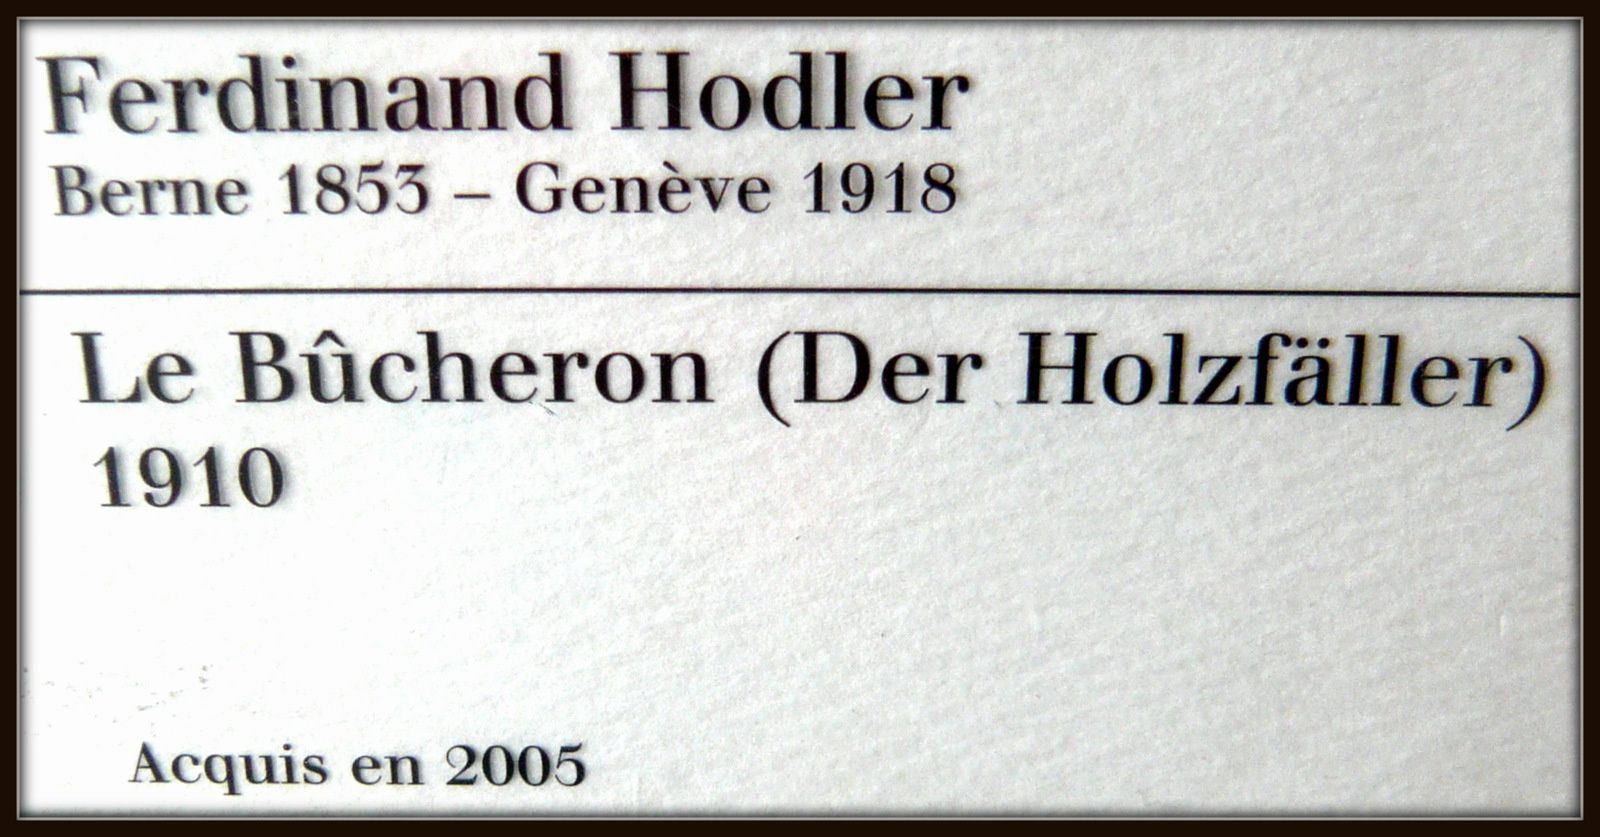 Ferdinand Hodler
Berne 1853 – Genève 1918
Le Bûcheron (Der Holzfäller)
1910
Acquis en 2005